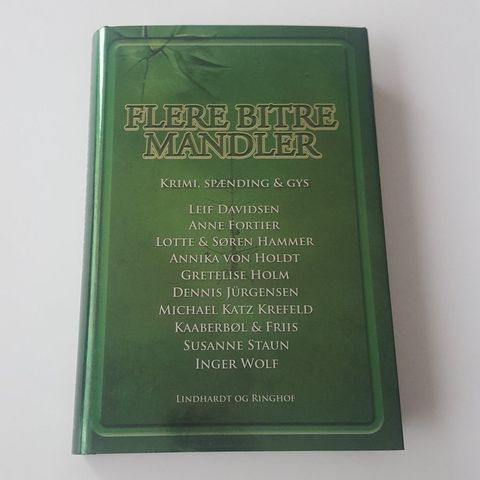 FLERE BITRE
MANDLER
KRIMI, SPÆNDING & GYS
LEIF DAVIDSEN
ANNE FORTIER
LOTTE & SØREN HAMMER
ANNIKA VON HOLDT
GRETELISE HOLM
DENNIS JÜRGENSEN
MICHAEL KATZ KREFELD
KAABERBØL & FRIIS
SUSANNE STAUN
INGER WOLF
LINDHARDT OG RINGHOF